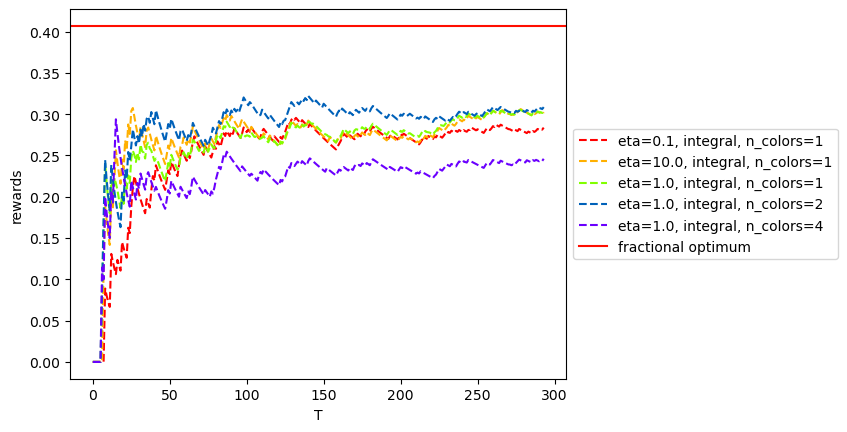 0.40
0.35
0.30
0.25
0.20
0.15
0.10
0.05
0.00
rewards
0 50 100 150 200 250 300
T
eta=0.1, integral, n_colors=1
eta=10.0, integral, n_colors=1
eta=1.0, integral, n_colors=1
eta=1.0, integral, n_colors=2
eta=1.0, integral, n_colors=4
fractional optimum